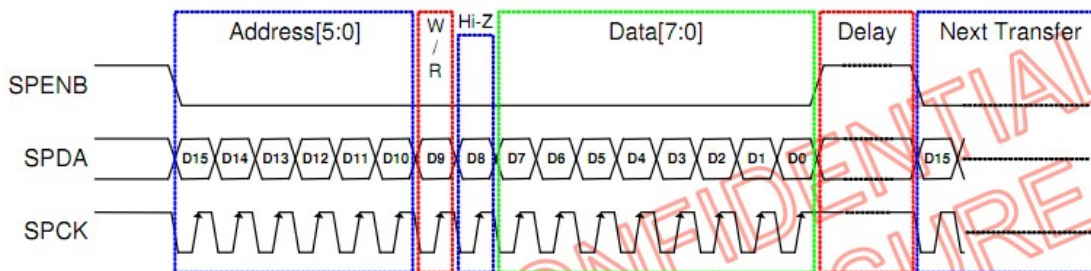 Address[5:0] W / R Hi-Z Data[7:0] Delay Next Transfer
SPENB
SPDA D15 D14 D13 D12 D11 D10 D9 D8 D7 D6 D5 D4 D3 D2 D1 D0 D15
SPCK